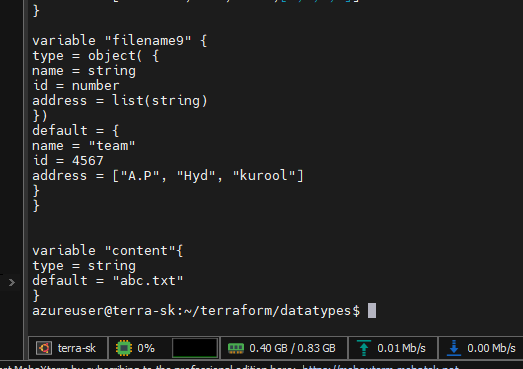 }
variable "filename9" {
type = object( {
name = string
id = number
address = list(string)
})
default = {
name = "team"
id = 4567
address = ["A.P", "Hyd", "kurool"]
}
}
variable "content"{
type = string
default = "abc.txt"
}
azureuser@terra-sk:~/terraform/datatypes$
terra-sk 0% 0.40 GB / 0.83 GB 0.01 Mb/s 0.00 Mb/s